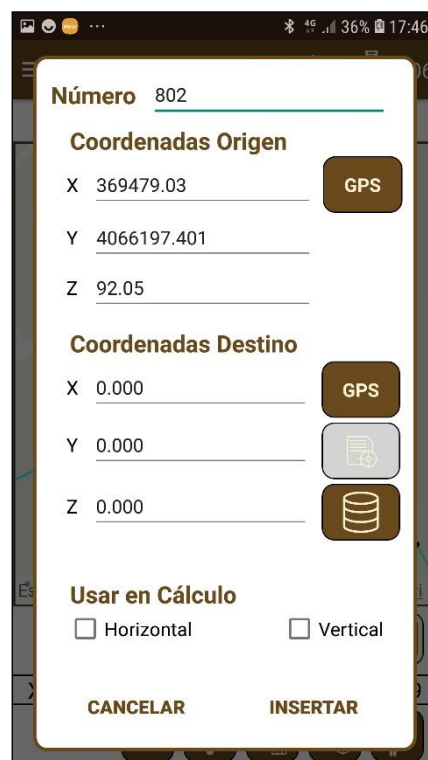 36% 17:46
Número 802
Coordenadas Origen
X 369479.03 GPS
Y 4066197.401
Z 92.05
Coordenadas Destino
X 0.000 GPS
Y 0.000
Z 0.000
Usar en Cálculo
Horizontal Vertical
CANCELAR INSERTAR